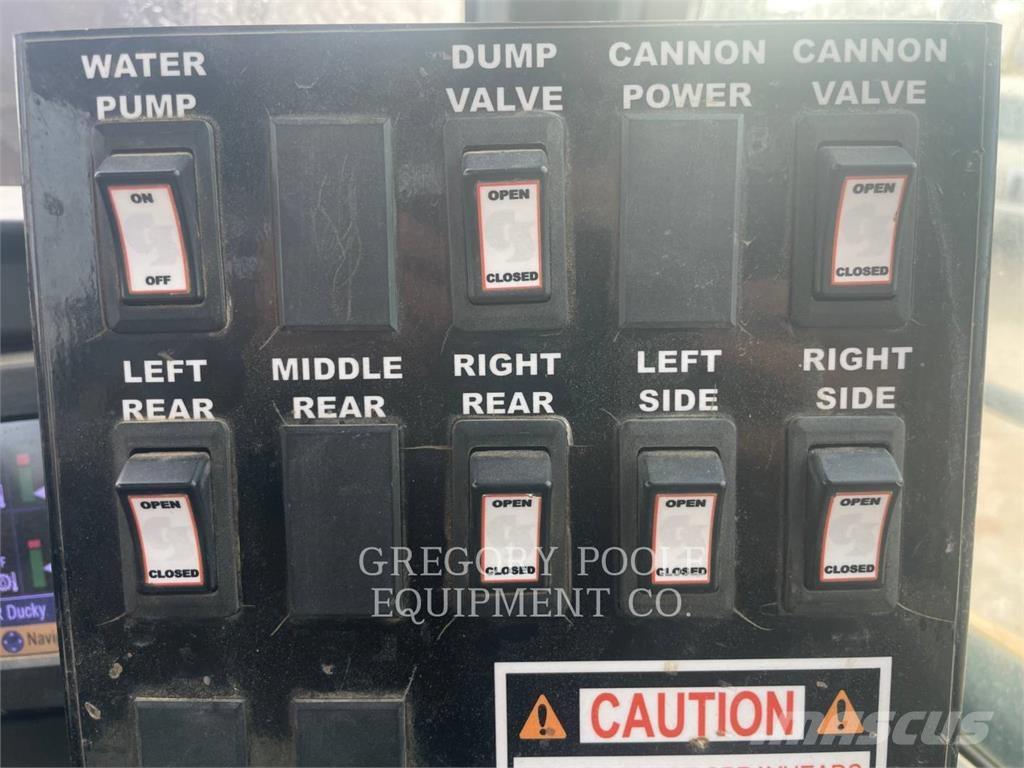 WATER PUMP
DUMP VALVE
CANNON POWER
CANNON VALVE
ON
OFF
OPEN
CLOSED
OPEN
CLOSED
LEFT REAR
MIDDLE REAR
RIGHT REAR
LEFT SIDE
RIGHT SIDE
OPEN
CLOSED
OPEN
CLOSED
OPEN
CLOSED
OPEN
CLOSED
GREGORY POOLE
EQUIPMENT CO.
Ducky
Navi
CAUTION
MASCUS